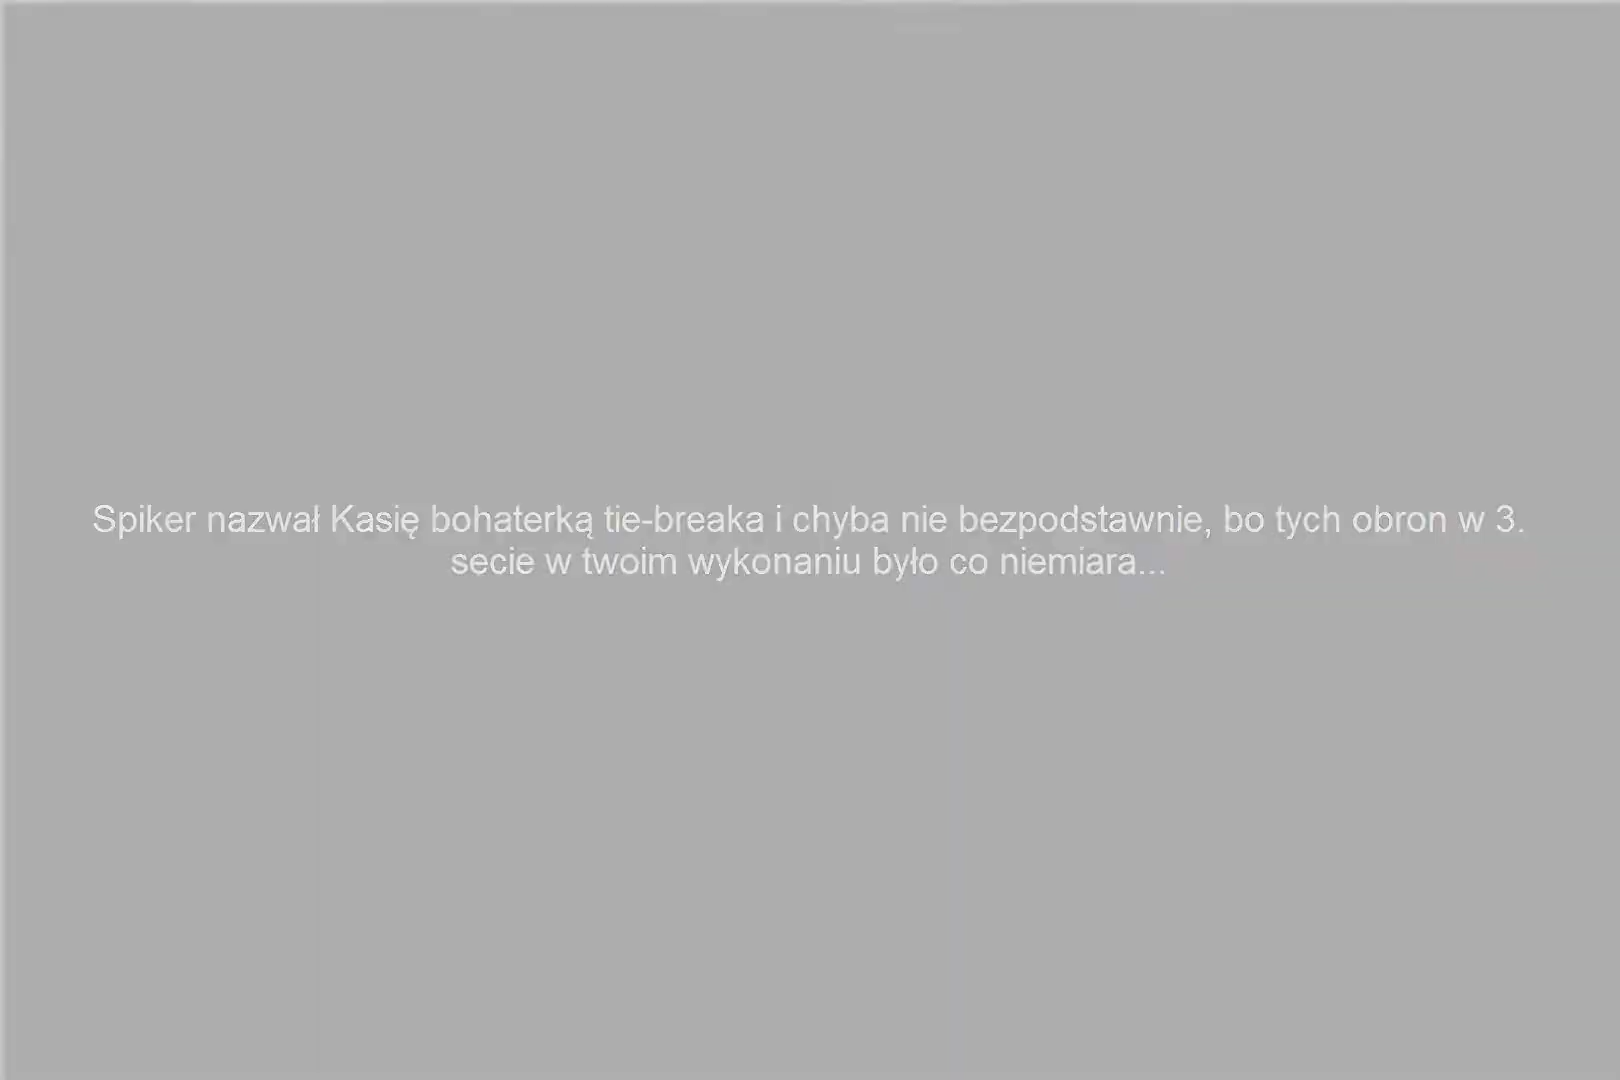 Spiker nazwał Kasię bohaterką tie-breaka i chyba nie bezpodstawnie, bo tych obron w 3.
secie w twoim wykonaniu było co niemiara...